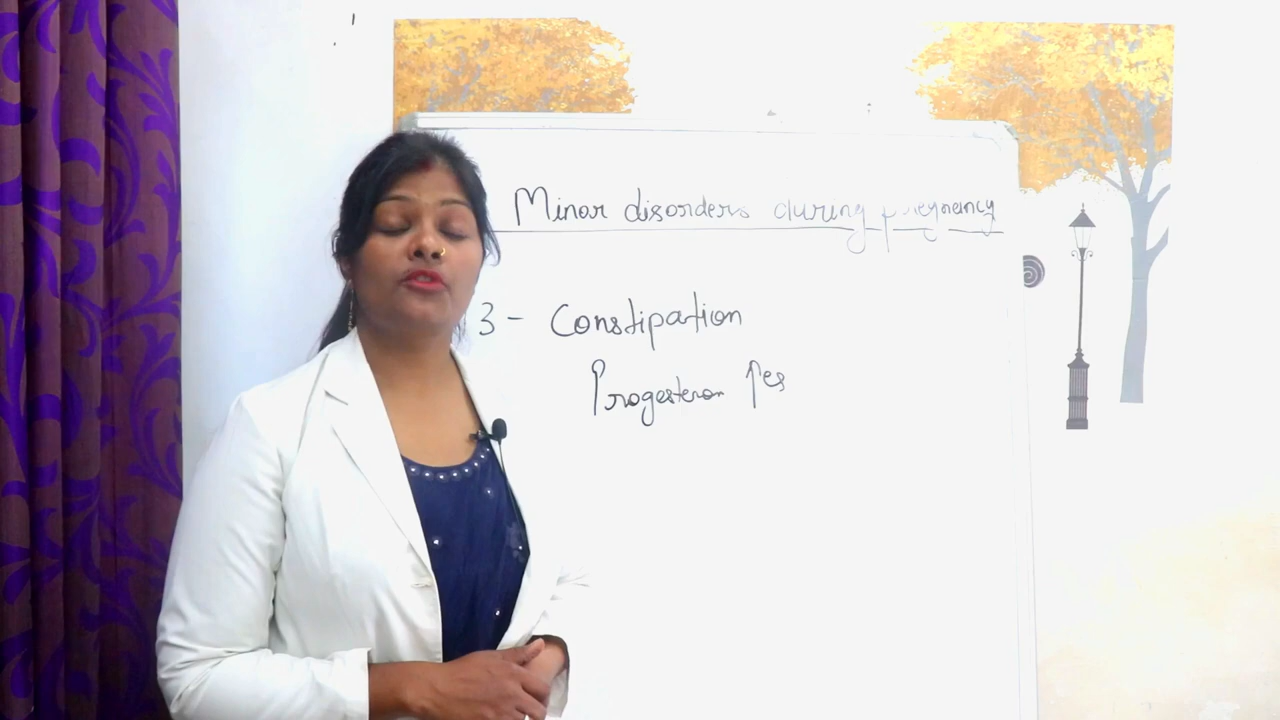 Minor disorders during pregnancy
3 - Constipation
Progesteron